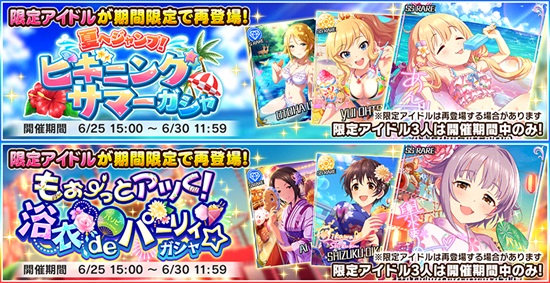 限定アイドルが期間限定で再登場!
夏へジャンプ!
ビギニング
サマーガシャ
開催期間 6/25 15:00 ~ 6/30 11:59
SS RARE
YUI OH
※限定アイドルは再登場する場合があります
限定アイドル3人は開催期間中のみ!
限定アイドルが期間限定で再登場!
もぉ~っとアツく!
浴衣deパーリィ
ガシャ☆
開催期間 6/25 15:00 ~ 6/30 11:59
SS RARE
※限定アイドルは再登場する場合があります
限定アイドル3人は開催期間中のみ!